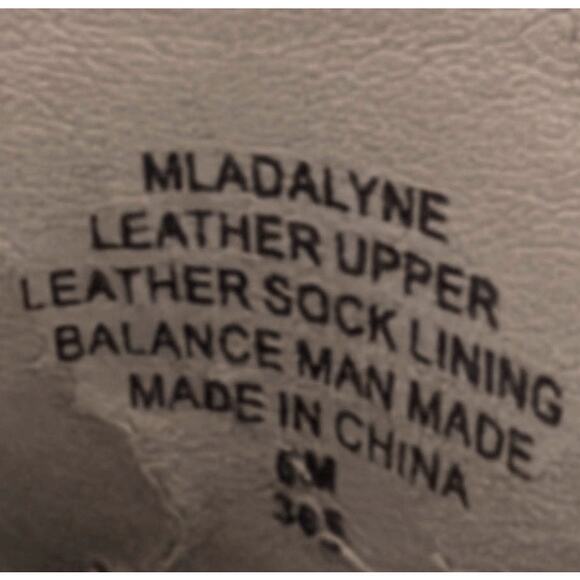 MLADALYNE
LEATHER UPPER
LEATHER SOCK LINING
BALANCE MAN MADE
MADE IN CHINA
6M